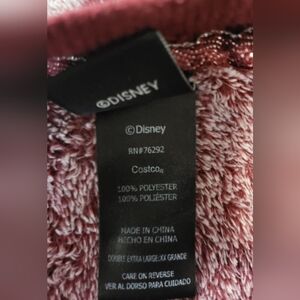 ©DISNEY
©Disney
RN#76292
Costco®
100% POLYESTER
100% POLIÉSTER
MADE IN CHINA
HECHO EN CHINA
DOUBLE EXTRA LARGE/XX GRANDE
CARE ON REVERSE
VER AL DORSO PARA CUIDADO